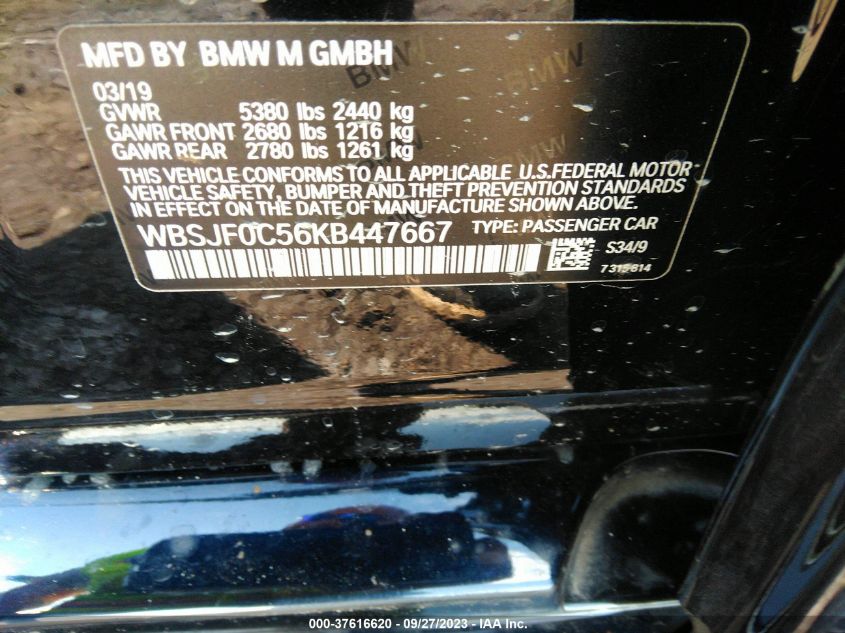 MFD BY BMW M GMBH
03/19
GVWR 5380 lbs 2440 kg
GAWR FRONT 2680 lbs 1216 kg
GAWR REAR 2780 lbs 1261 kg
THIS VEHICLE CONFORMS TO ALL APPLICABLE U.S.FEDERAL MOTOR
VEHICLE SAFETY, BUMPER AND THEFT PREVENTION STANDARDS
IN EFFECT ON THE DATE OF MANUFACTURE SHOWN ABOVE.
WBSJF0C56KB447667 TYPE: PASSENGER CAR
S34/9
BMW
BMW
BMW
000-37616620 - 09/27/2023 - IAA Inc.